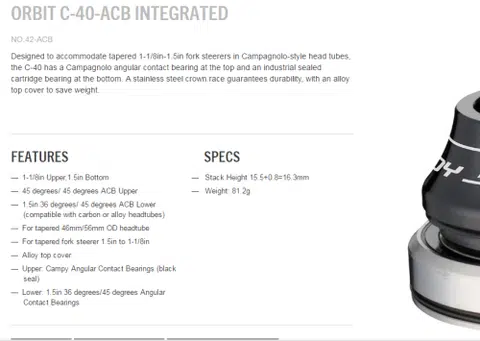 ORBIT C-40-ACB INTEGRATED
NO.42-ACB
Designed to accommodate tapered 1-1/8in-1.5in fork steerers in Campagnolo-style head tubes,
the C-40 has a Campagnolo angular contact bearing at the top and an industrial sealed
cartridge bearing at the bottom. A stainless steel crown race guarantees durability, with an alloy
top cover to save weight.
FEATURES
— 1-1/8in Upper,1.5in Bottom
— 45 degrees/ 45 degrees ACB Upper
— 1.5in 36 degrees/ 45 degrees ACB Lower
(compatible with carbon or alloy headtubes)
— For tapered 46mm/56mm OD headtube
— For tapered fork steerer 1.5in to 1-1/8in
— Alloy top cover
— Upper: Campy Angular Contact Bearings (black
seal)
— Lower: 1.5in 36 degrees/45 degrees Angular
Contact Bearings
SPECS
— Stack Height 15.5+0.8=16.3mm
— Weight: 81.2g